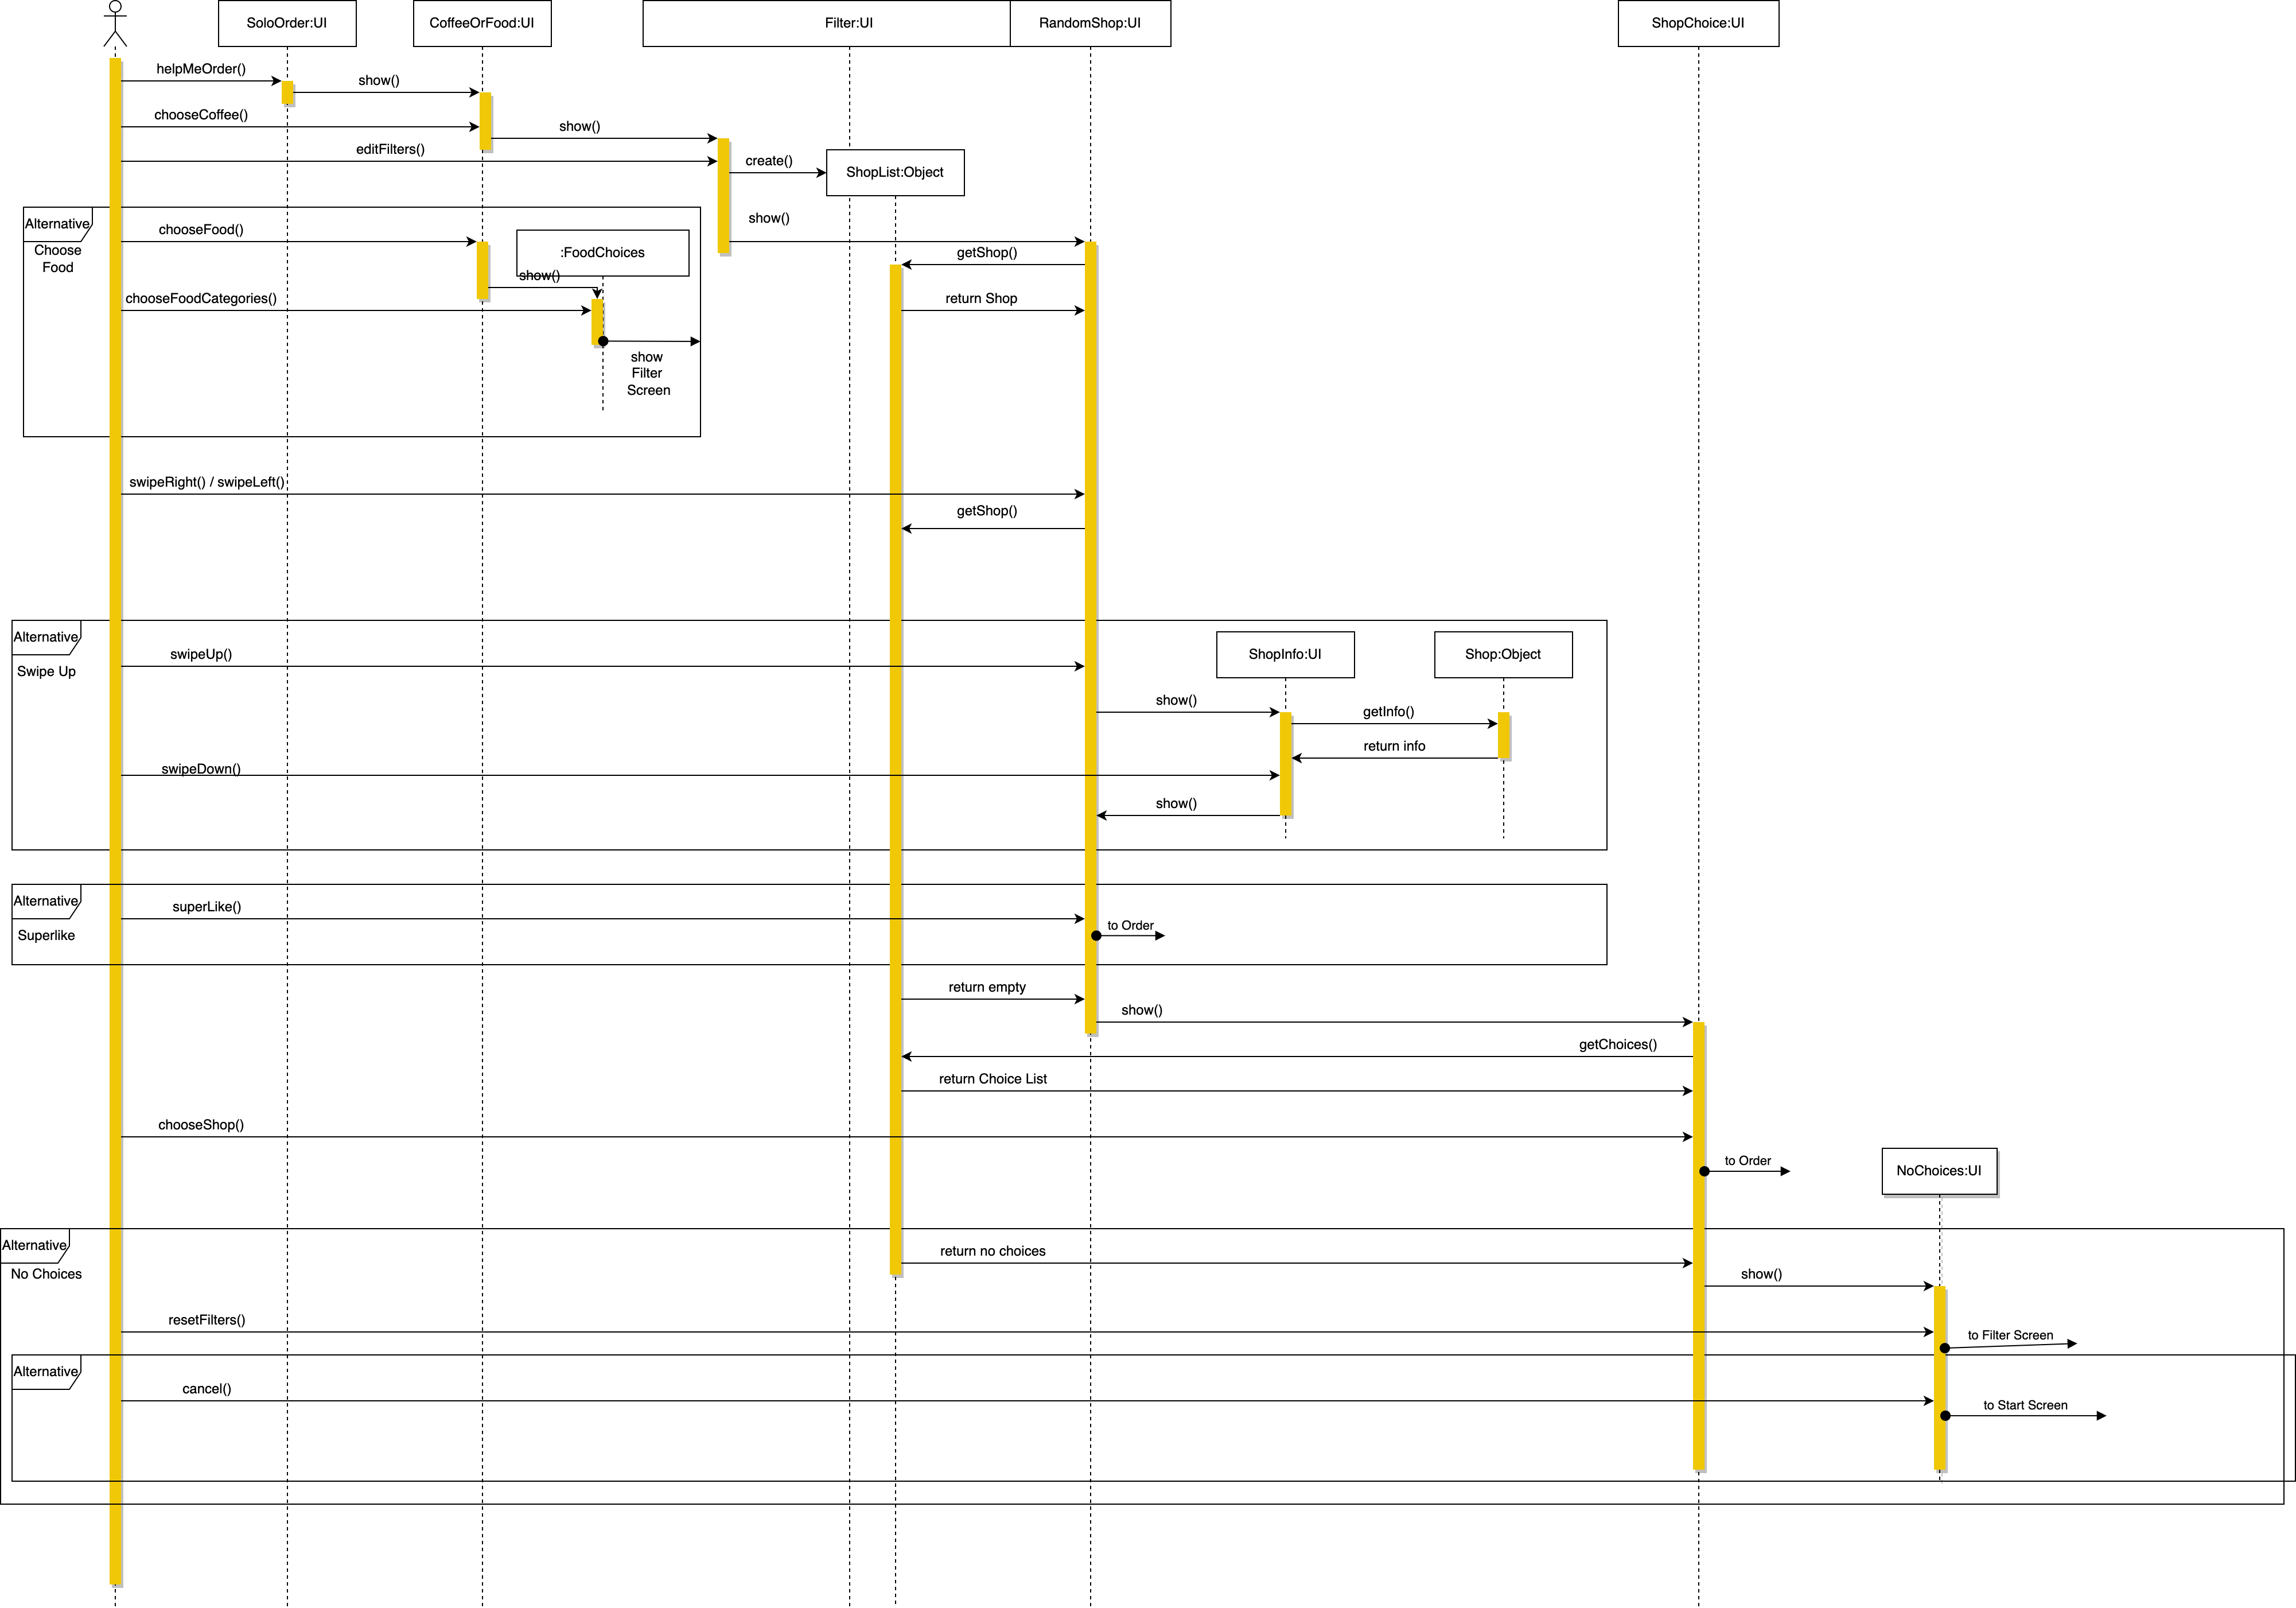 SoloOrder:UI
CoffeeOrFood:UI
Filter:UI
RandomShop:UI
ShopChoice:UI
helpMeOrder()
show()
chooseCoffee()
show()
editFilters()
create()
ShopList:Object
Alternative
Choose
Food
chooseFood()
show()
:FoodChoices
getShop()
show()
chooseFoodCategories()
return Shop
show
Filter
Screen
swipeRight() / swipeLeft()
getShop()
Alternative
Swipe Up
swipeUp()
ShopInfo:UI
Shop:Object
show()
getInfo()
return info
swipeDown()
show()
Alternative
Superlike
superLike()
to Order
return empty
show()
getChoices()
return Choice List
chooseShop()
to Order
NoChoices:UI
Alternative
No Choices
return no choices
show()
resetFilters()
to Filter Screen
Alternative
cancel()
to Start Screen